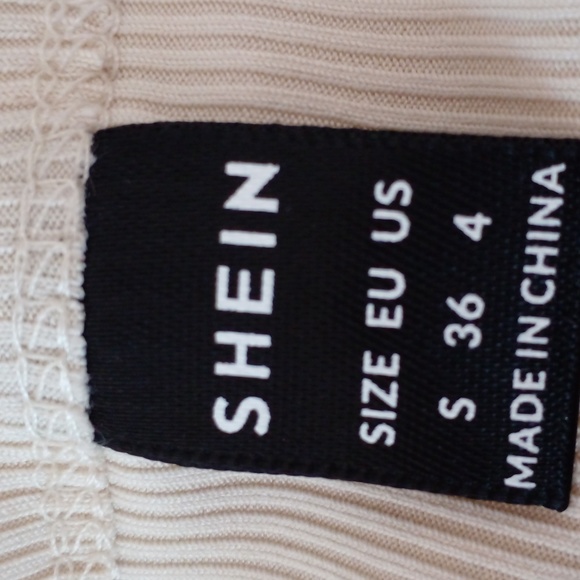 SHEIN
SIZE EU US
S 36 4
MADE IN CHINA